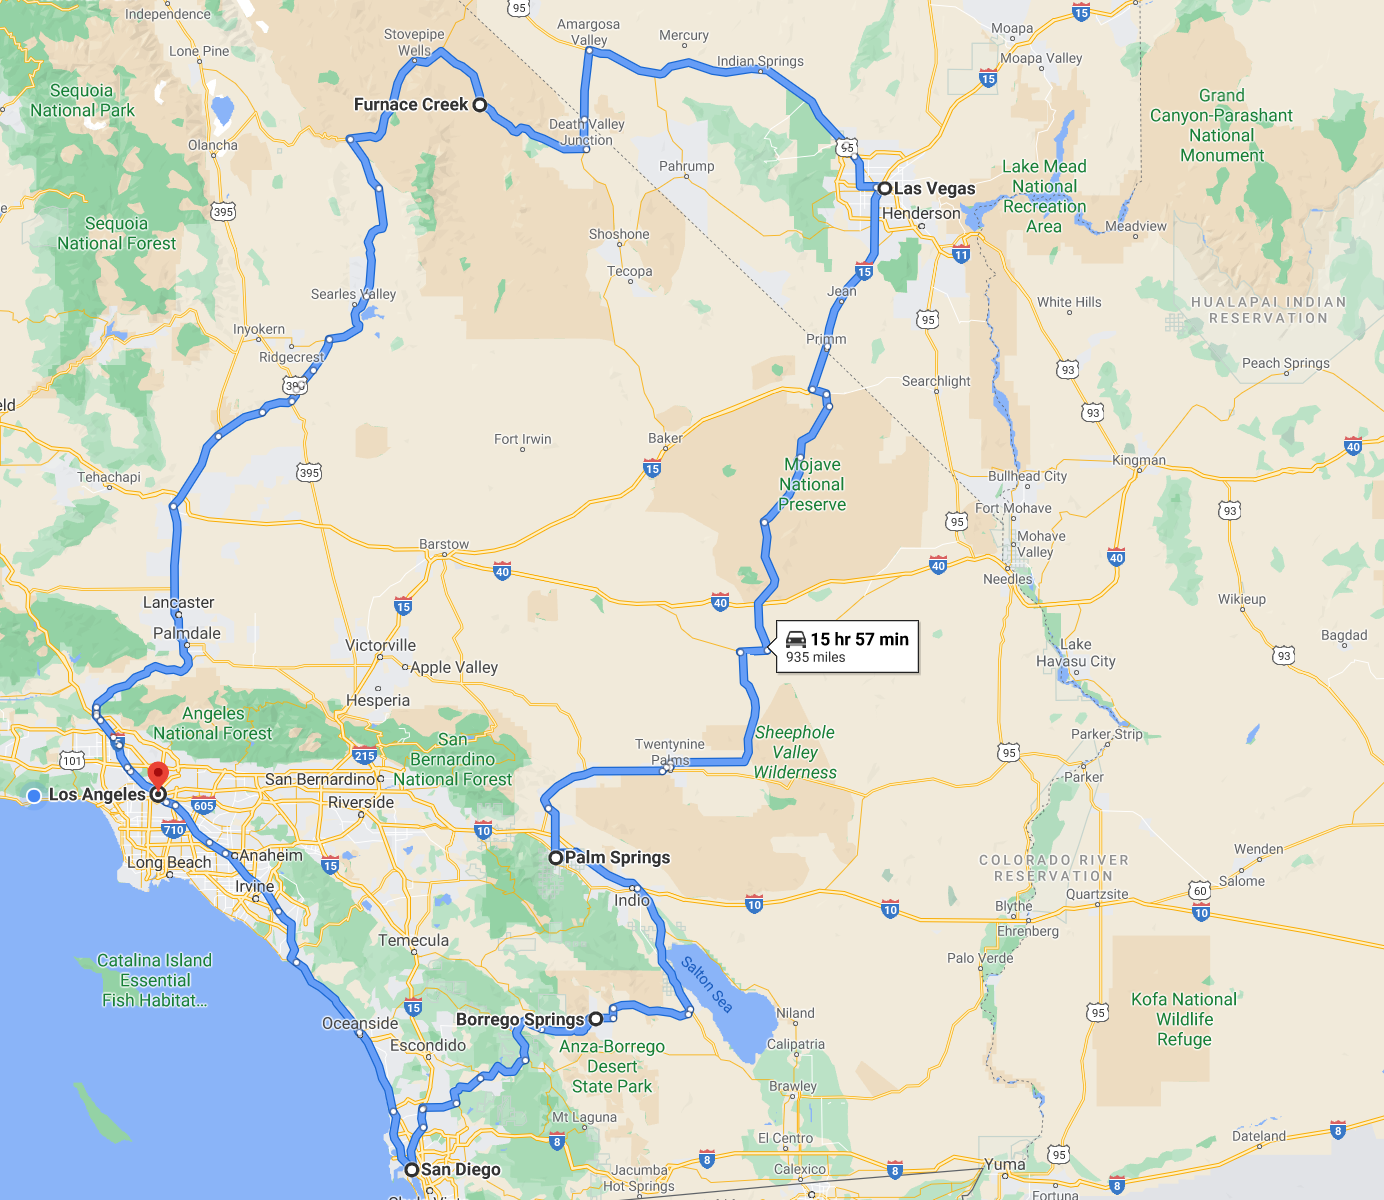 95
15
Independence
Moapa
Amargosa
Valley
Stovepipe
Wells
Mercury
Lone Pine
Indian Springs
Moapa Valley
15
Sequoia
National Park
Grand
Canyon-Parashant
National
Monument
Furnace Creek
Death Valley
Junction
Olancha
95
Lake Mead
National
Recreation
Area
Pahrump
Las Vegas
395
Henderson
Sequoia
National Forest
Meadview
Shoshone
11
15
Tecopa
Jean
Searles Valley
White Hills
HUALAPAI INDIAN
RESERVATION
95
Inyokern
Primm
Ridgecrest
Peach Springs
93
Searchlight
93
Fort Irwin
Baker
40
15
Kingman
395
Mojave
National
Preserve
Tehachapi
Bullhead City
Fort Mohave
93
95
Barstow
Mohave
Valley
40
40
40
Needles
15
40
Lancaster
Wikieup
Palmdale
Victorville
15 hr 57 min
935 miles
Bagdad
Lake
Havasu City
93
Apple Valley
Hesperia
Angeles
National Forest
Sheephole
Valley
Wilderness
San
Bernardino
National Forest
Twentynine
Palms
Parker Strip
215
95
101
5
San Bernardino
Parker
Los Angeles
605
Riverside
710
10
Anaheim
Palm Springs
Long Beach
15
COLORADO RIVER
RESERVATION
Wenden
Salome
Irvine
Indio
10
10
Quartzsite
60
10
Blythe
Ehrenberg
Temecula
Palo Verde
Catalina Island
Essential
Fish Habitat...
Salton Sea
Kofa National
Wildlife
Refuge
15
95
Oceanside
Borrego Springs
Niland
Escondido
Anza-Borrego
Desert
State Park
Calipatria
Brawley
Mt Laguna
8
El Centro
8
Dateland
8
San Diego
Jacumba
Hot Springs
Calexico
8
Yuma
95
8
Fortuna